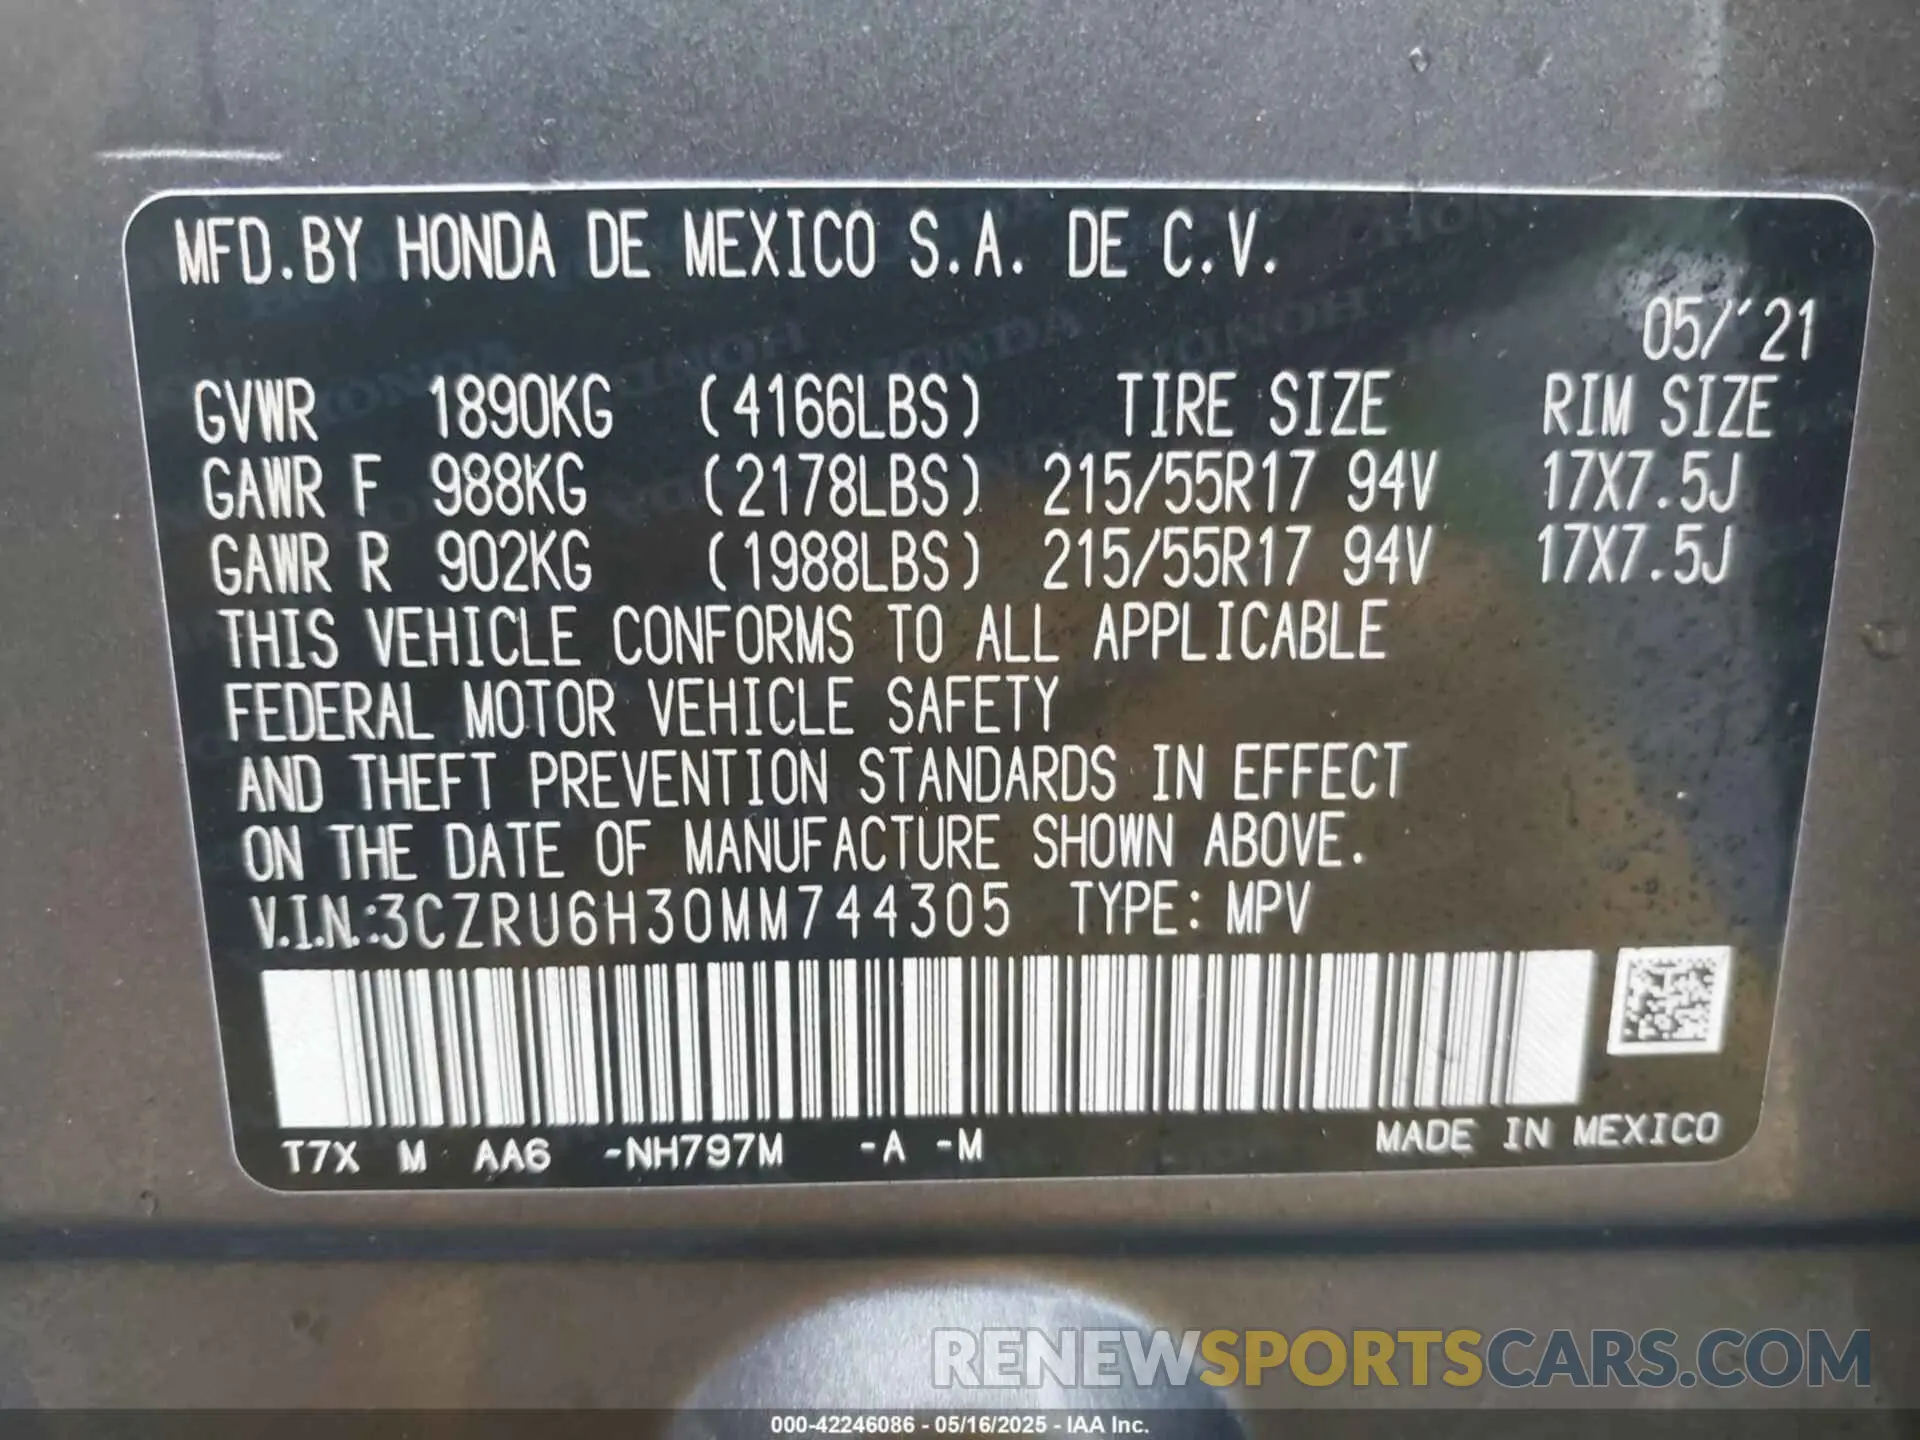 MFD.BY HONDA DE MEXICO S.A. DE C.V.
05/'21
GVWR 1890KG (4166LBS) TIRE SIZE RIM SIZE
GAWR F 988KG (2178LBS) 215/55R17 94V 17X7.5J
GAWR R 902KG (1988LBS) 215/55R17 94V 17X7.5J
THIS VEHICLE CONFORMS TO ALL APPLICABLE
FEDERAL MOTOR VEHICLE SAFETY
AND THEFT PREVENTION STANDARDS IN EFFECT
ON THE DATE OF MANUFACTURE SHOWN ABOVE.
V.I.N.:3CZRU6H30MM744305 TYPE: MPV
T7X M AA6 -NH797M -A -M MADE IN MEXICO
RENEWSPORTSCARS.COM
000-42246086 - 05/16/2025 - IAA Inc.